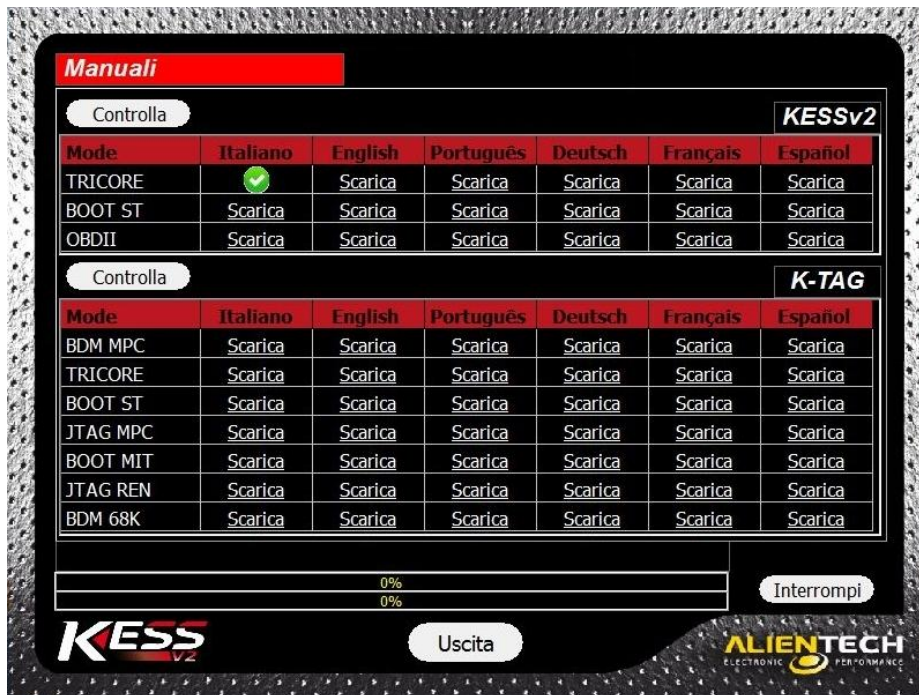 Manuali
Controlla
KESSv2
Mode Italiano English Português Deutsch Français Español
TRICORE Scarica Scarica Scarica Scarica Scarica
BOOT ST Scarica Scarica Scarica Scarica Scarica Scarica
OBDII Scarica Scarica Scarica Scarica Scarica Scarica
Controlla
K-TAG
Mode Italiano English Português Deutsch Français Español
BDM MPC Scarica Scarica Scarica Scarica Scarica Scarica
TRICORE Scarica Scarica Scarica Scarica Scarica Scarica
BOOT ST Scarica Scarica Scarica Scarica Scarica Scarica
JTAG MPC Scarica Scarica Scarica Scarica Scarica Scarica
BOOT MIT Scarica Scarica Scarica Scarica Scarica Scarica
JTAG REN Scarica Scarica Scarica Scarica Scarica Scarica
BDM 68K Scarica Scarica Scarica Scarica Scarica Scarica
0%
0%
Interrompi
KESS
V2
Uscita
ALIENTECH
ELECTRONIC PERFORMANCE